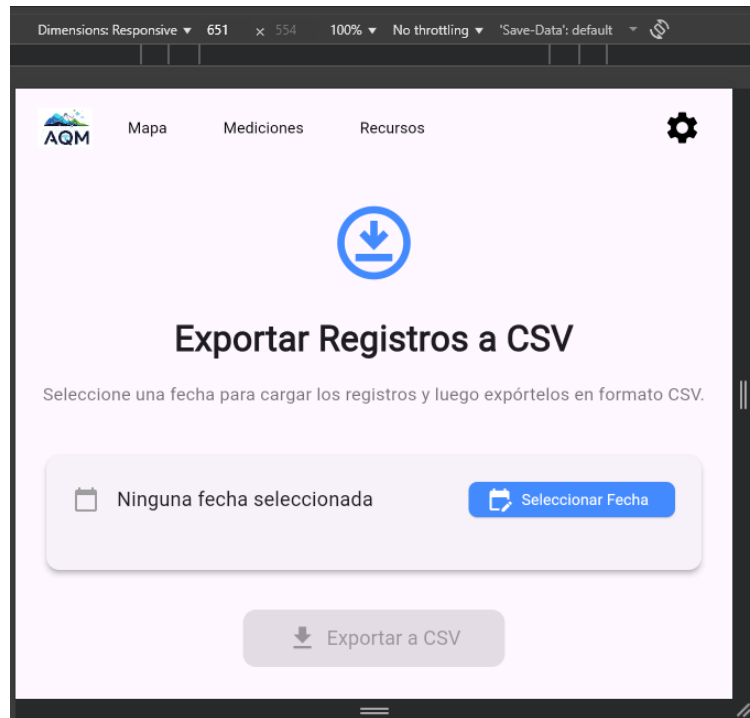 Dimensions: Responsive ▼ 651 × 554 100% ▼ No throttling ▼ 'Save-Data': default
AQM Mapa Mediciones Recursos
Exportar Registros a CSV
Seleccione una fecha para cargar los registros y luego expórtelos en formato CSV.
Ninguna fecha seleccionada Seleccionar Fecha
Exportar a CSV